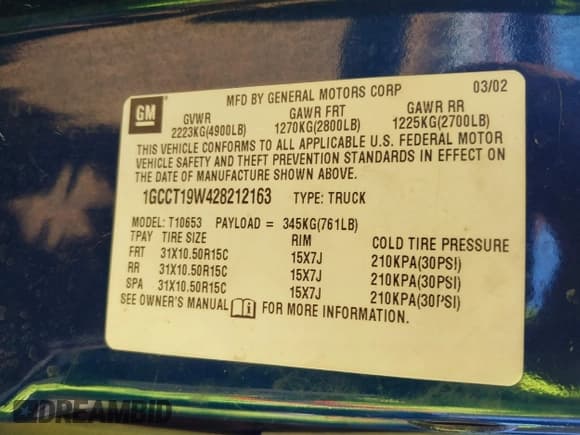 GM
MFD BY GENERAL MOTORS CORP 03/02
GVWR GAWR FRT GAWR RR
2223KG(4900LB) 1270KG(2800LB) 1225KG(2700LB)
THIS VEHICLE CONFORMS TO ALL APPLICABLE U.S. FEDERAL MOTOR
VEHICLE SAFETY AND THEFT PREVENTION STANDARDS IN EFFECT ON
THE DATE OF MANUFACTURE SHOWN ABOVE.
1GCCT19W428212163 TYPE: TRUCK
MODEL: T10653 PAYLOAD = 345KG(761LB)
TPAY TIRE SIZE RIM COLD TIRE PRESSURE
FRT 31X10.50R15C 15X7J 210KPA(30PSI)
RR 31X10.50R15C 15X7J 210KPA(30PSI)
SPA 31X10.50R15C 15X7J 210KPA(30PSI)
SEE OWNER'S MANUAL FOR MORE INFORMATION.
DREAMBID